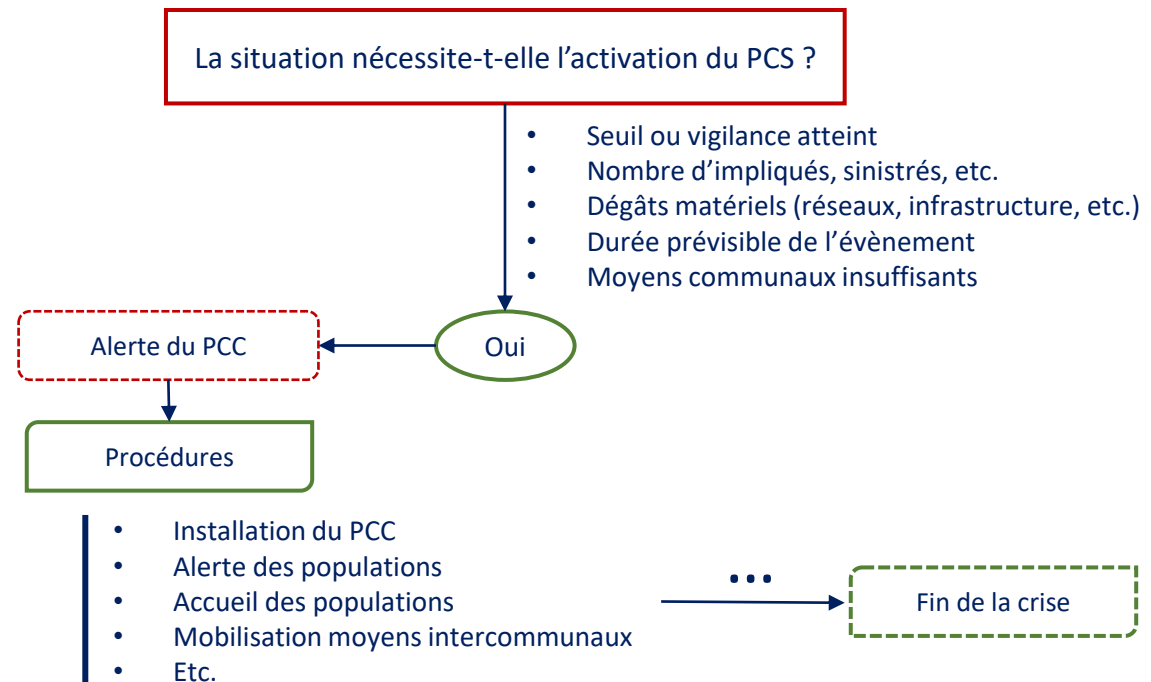 La situation nécessite-t-elle l’activation du PCS ?
• Seuil ou vigilance atteint
• Nombre d’impliqués, sinistrés, etc.
• Dégâts matériels (réseaux, infrastructure, etc.)
• Durée prévisible de l’évènement
• Moyens communaux insuffisants
Oui
Alerte du PCC
Procédures
• Installation du PCC
• Alerte des populations
• Accueil des populations
• Mobilisation moyens intercommunaux
• Etc.
...
Fin de la crise